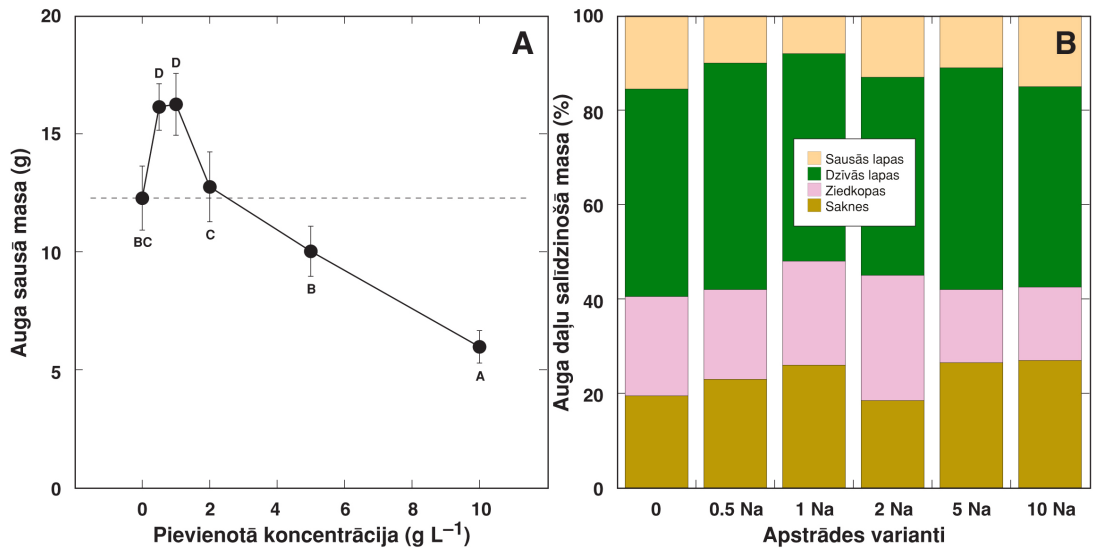 A
Auga sausā masa (g)
20
15
10
5
0
D
D
BC
C
B
A
0
2
4
6
8
10
Pievienotā koncentrācija (g L⁻¹)
B
Auga daļu salīdzinošā masa (%)
100
80
60
40
20
0
Sausās lapas
Dzīvās lapas
Ziedkopas
Saknes
0
0.5 Na
1 Na
2 Na
5 Na
10 Na
Apstrādes varianti